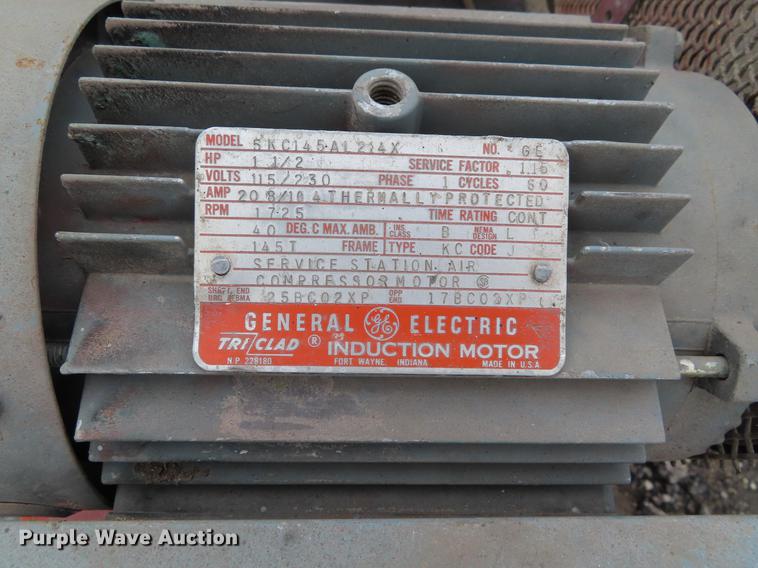 MODEL 5KC145A1214X NO. GE
HP 1 1/2 SERVICE FACTOR 1.15
VOLTS 115/230 PHASE 1 CYCLES 60
AMP 20.8/10.4 THERMALLY PROTECTED
RPM 1725 TIME RATING CONT
40 DEG.C MAX. AMB. INS. CLASS B NEMA DESIGN L
145T FRAME TYPE KC CODE J
SERVICE STATION AIR
COMPRESSOR MOTOR
SHAFT END BRG AFBMA 25BC02XP OPP END 17BC03XP
GENERAL GE ELECTRIC
TRI/CLAD ® INDUCTION MOTOR
N.P. 228180 FORT WAYNE, INDIANA MADE IN U.S.A.
Purple Wave Auction